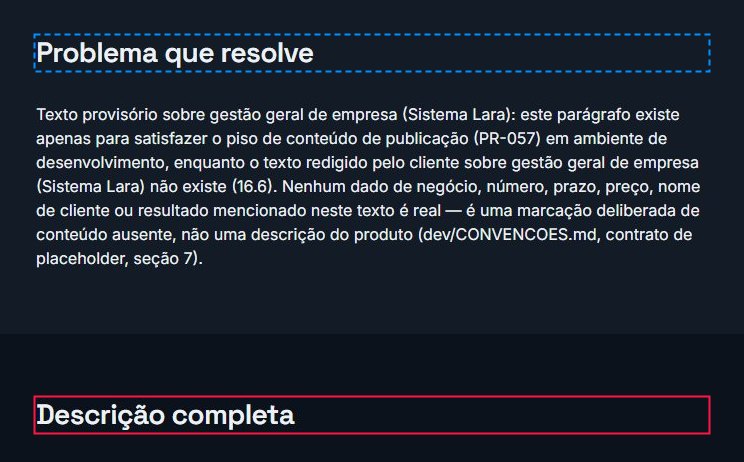 Problema que resolve
Texto provisório sobre gestão geral de empresa (Sistema Lara): este parágrafo existe
apenas para satisfazer o piso de conteúdo de publicação (PR-057) em ambiente de
desenvolvimento, enquanto o texto redigido pelo cliente sobre gestão geral de empresa
(Sistema Lara) não existe (16.6). Nenhum dado de negócio, número, prazo, preço, nome
de cliente ou resultado mencionado neste texto é real — é uma marcação deliberada de
conteúdo ausente, não uma descrição do produto (dev/CONVENCOES.md, contrato de
placeholder, seção 7).
Descrição completa